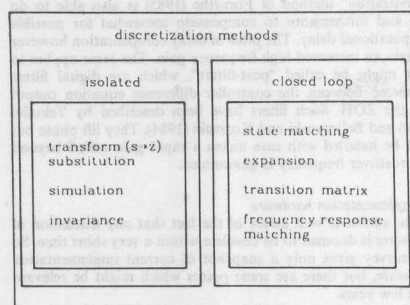 discretization methods
isolated
transform (s→z)
substitution
simulation
invariance
closed loop
state matching
expansion
transition matrix
frequency response
matching